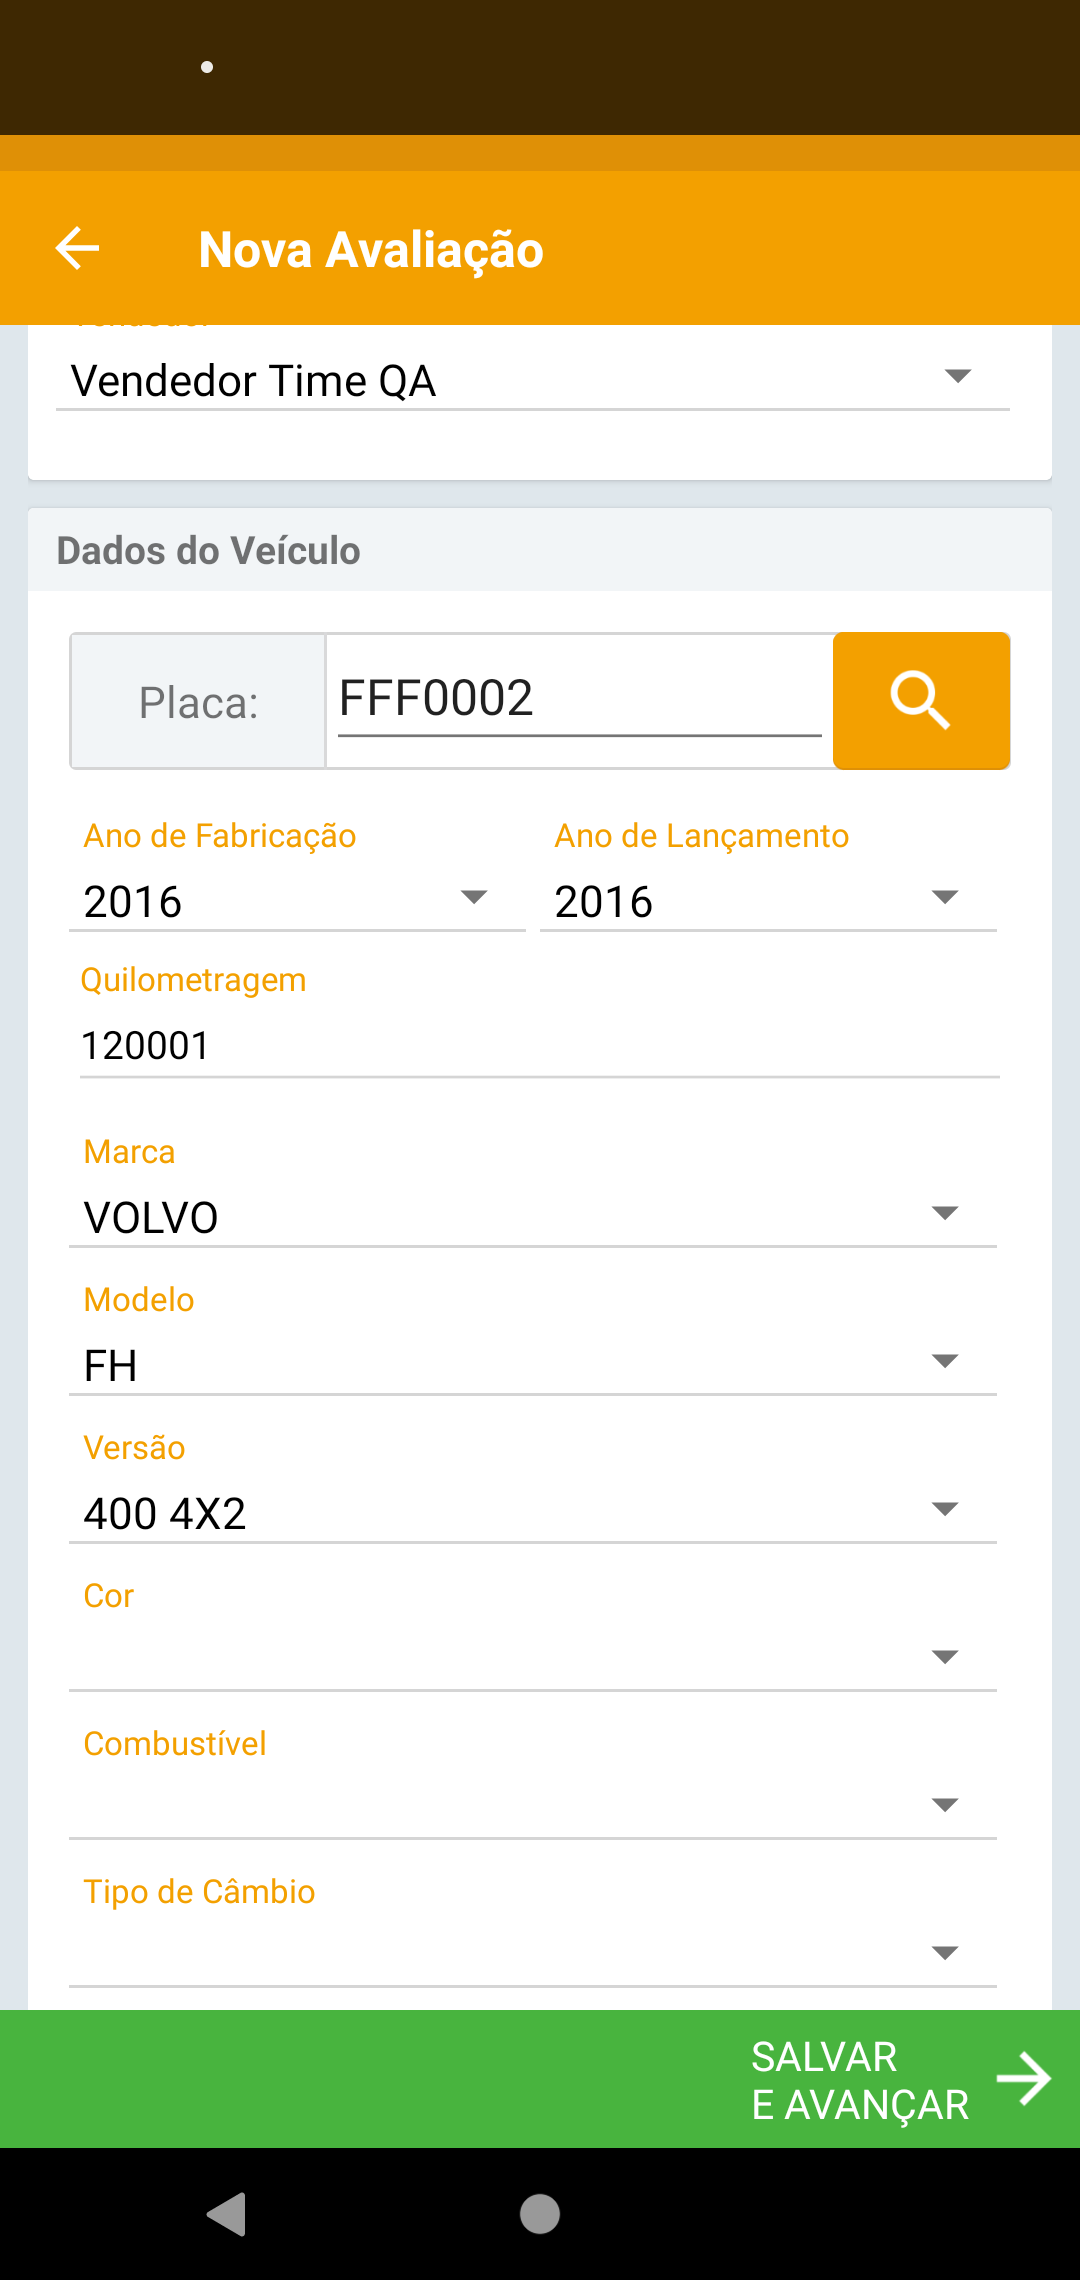 Nova Avaliação
Vendedor Time QA
Dados do Veículo
Placa: FFF0002
Ano de Fabricação Ano de Lançamento
2016 2016
Quilometragem
120001
Marca
VOLVO
Modelo
FH
Versão
400 4X2
Cor
Combustível
Tipo de Câmbio
SALVAR
E AVANÇAR